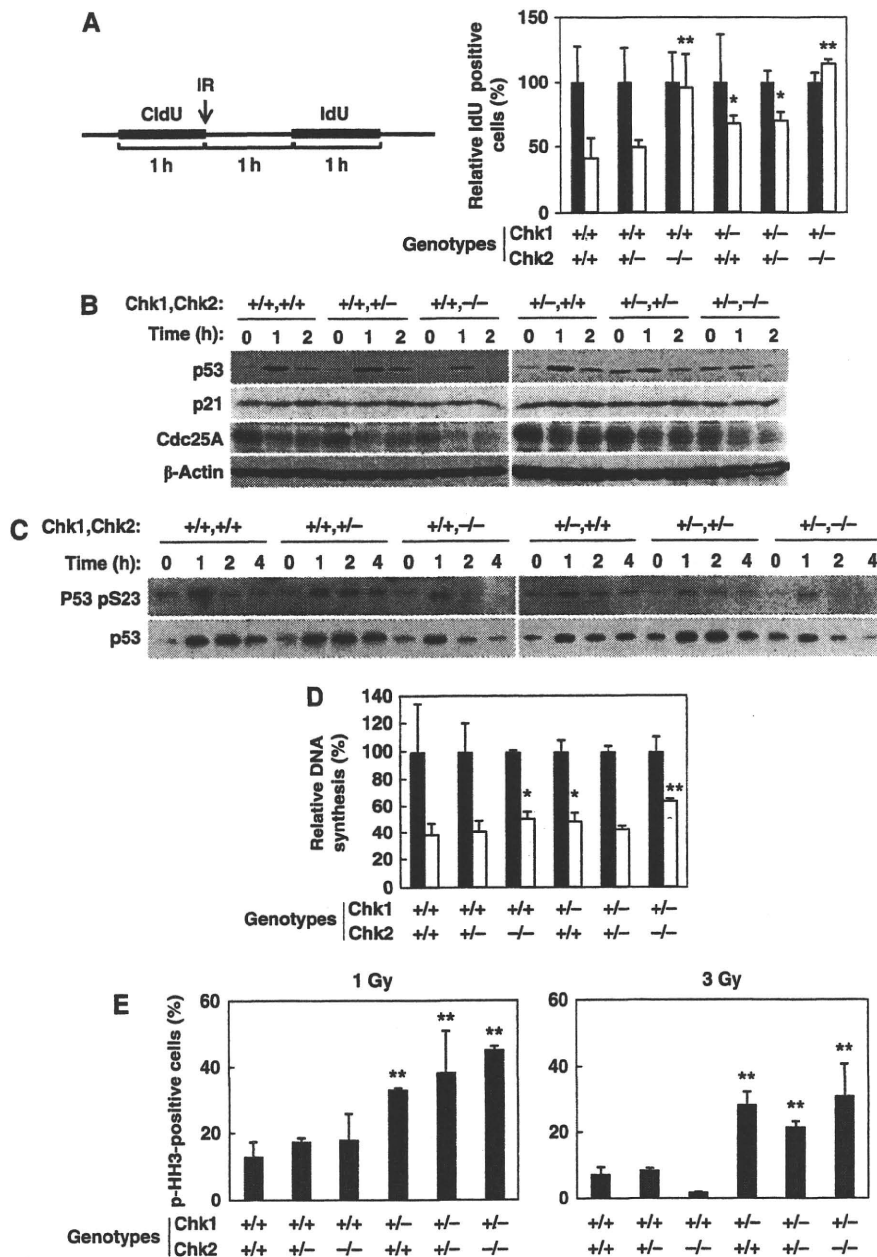 A
CldU
IR
IdU
1 h
1 h
1 h
Relative IdU positive cells (%)
150
100
50
0
** * * **
Genotypes
Chk1 +/+ +/+ +/+ +/– +/– +/–
Chk2 +/+ +/– –/– +/+ +/– –/–
B
Chk1,Chk2: +/+,+/+ +/+,+/– +/+,–/– +/–,+/+ +/–,+/– +/–,–/–
Time (h): 0 1 2 0 1 2 0 1 2 0 1 2 0 1 2 0 1 2
p53
p21
Cdc25A
β-Actin
C
Chk1,Chk2: +/+,+/+ +/+,+/– +/+,–/– +/–,+/+ +/–,+/– +/–,–/–
Time (h): 0 1 2 4 0 1 2 4 0 1 2 4 0 1 2 4 0 1 2 4 0 1 2 4
P53 pS23
p53
D
Relative DNA synthesis (%)
140
120
100
80
60
40
20
0
* * **
Genotypes
Chk1 +/+ +/+ +/+ +/– +/– +/–
Chk2 +/+ +/– –/– +/+ +/– –/–
E
1 Gy
p-HH3-positive cells (%)
60
40
20
0
** ** **
Genotypes
Chk1 +/+ +/+ +/+ +/– +/– +/–
Chk2 +/+ +/– –/– +/+ +/– –/–
3 Gy
60
40
20
0
** ** **
+/+ +/+ +/+ +/– +/– +/–
+/+ +/– –/– +/+ +/– –/–